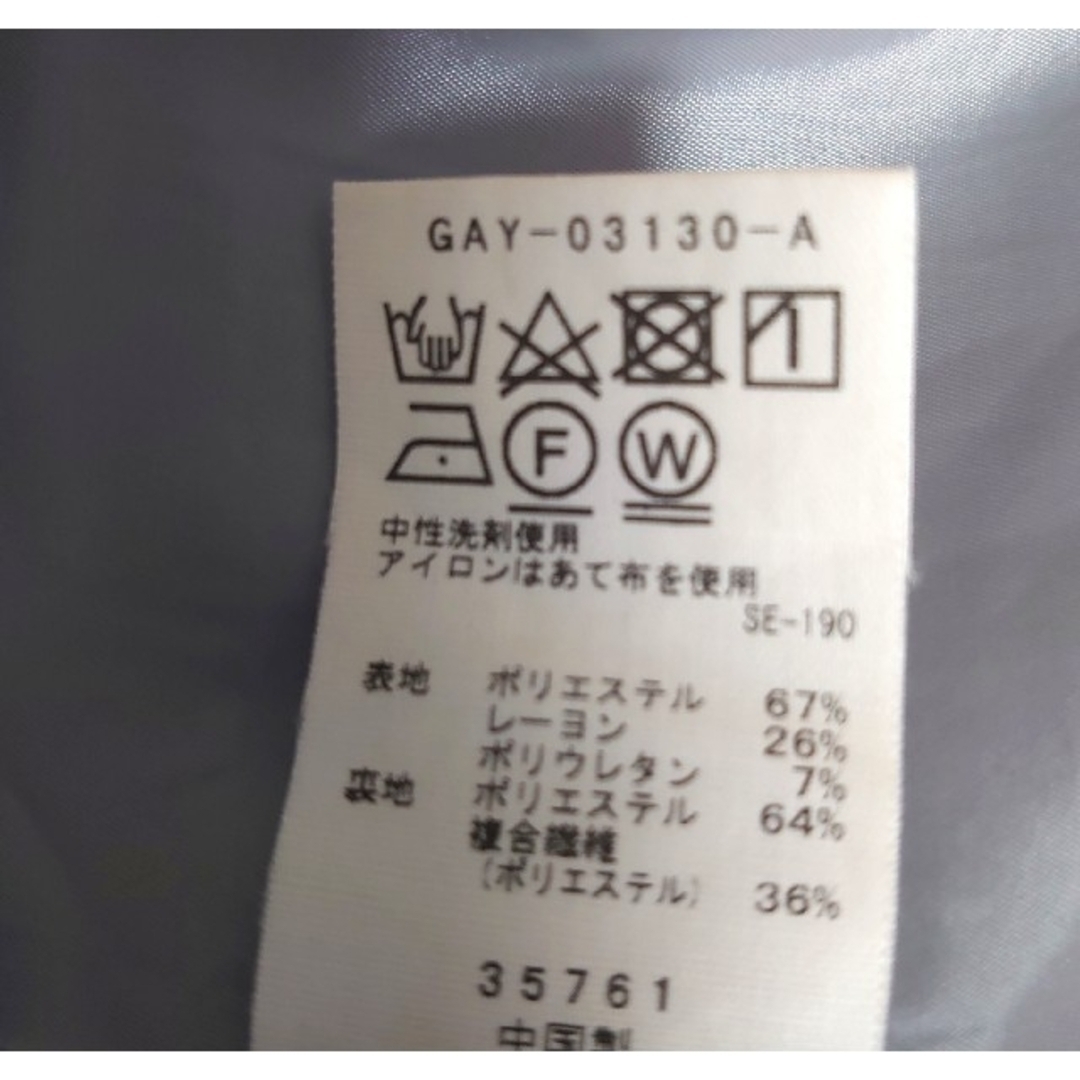 GAY-03130-A
F W
中性洗剤使用
アイロンはあて布を使用
SE-190
表地 ポリエステル 67%
レーヨン 26%
ポリウレタン 7%
裏地 ポリエステル 64%
複合繊維
(ポリエステル) 36%
35761
中国製